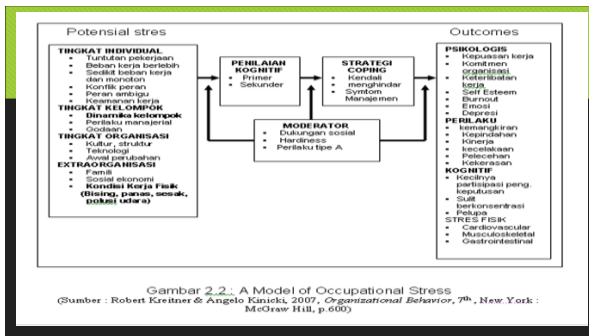 Potensial stres
Outcomes
TINGKAT INDIVIDUAL
• Tuntutan pekerjaan
• Beban kerja berlebih
• Sedikit beban kerja
dan monoton
• Konflik peran
• Peran ambigu
• Keamanan kerja
TINGKAT KELOMPOK
• Dinamika kelompok
• Perilaku manajerial
• Godaan
TINGKAT ORGANISASI
• Kultur, struktur
• Teknologi
• Awal perubahan
EXTRAORGANISASI
• Famili
• Sosial ekonomi
• Kondisi Kerja Fisik
(Bising, panas, sesak,
polusi udara)
PENILAIAN
KOGNITIF
• Primer
• Sekunder
STRATEGI
COPING
• Kendali
• menghindar
• Symtom
Manajemen
MODERATOR
• Dukungan sosial
• Hardiness
• Perilaku tipe A
PSIKOLOGIS
• Kepuasan kerja
• Komitmen
organisasi
• Keterlibatan
kerja
• Self Esteem
• Burnout
• Emosi
• Depresi
PERILAKU
• kemangkiran
• Kepindahan
• Kinerja
• kecelakaan
• Pelecehan
• Kekerasan
KOGNITIF
• Kecilnya
partisipasi peng.
keputusan
• Sulit
berkonsentrasi
• Pelupa
STRES FISIK
• Cardiovascular
• Musculoskeletal
• Gastrointestinal
Gambar 2.2 : A Model of Occupational Stress
(Sumber : Robert Kreitner & Angelo Kinicki, 2007, Organizational Behavior, 7th, New York :
McGraw Hill, p.600)